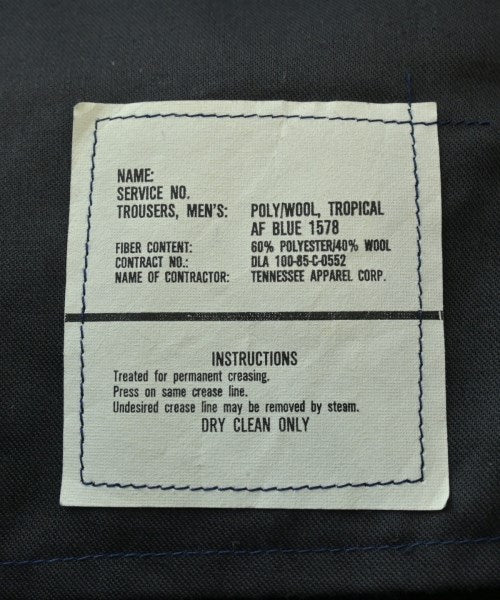 NAME:
SERVICE NO.
TROUSERS, MEN'S: POLY/WOOL, TROPICAL
AF BLUE 1578
FIBER CONTENT: 60% POLYESTER/40% WOOL
CONTRACT NO.: DLA 100-85-C-0552
NAME OF CONTRACTOR: TENNESSEE APPAREL CORP.
INSTRUCTIONS
Treated for permanent creasing.
Press on same crease line.
Undesired crease line may be removed by steam.
DRY CLEAN ONLY